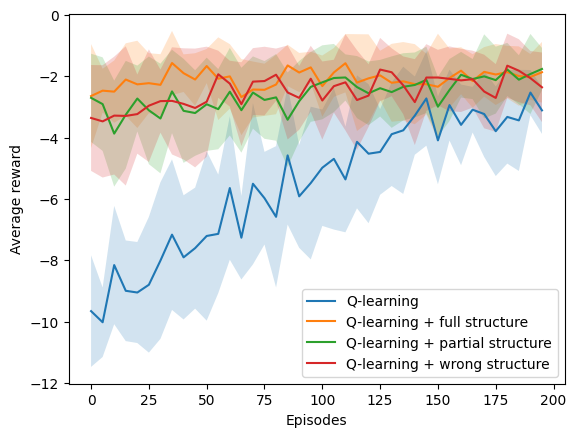 0
−2
−4
−6
−8
−10
−12
Average reward
0
25
50
75
100
125
150
175
200
Episodes
Q-learning
Q-learning + full structure
Q-learning + partial structure
Q-learning + wrong structure